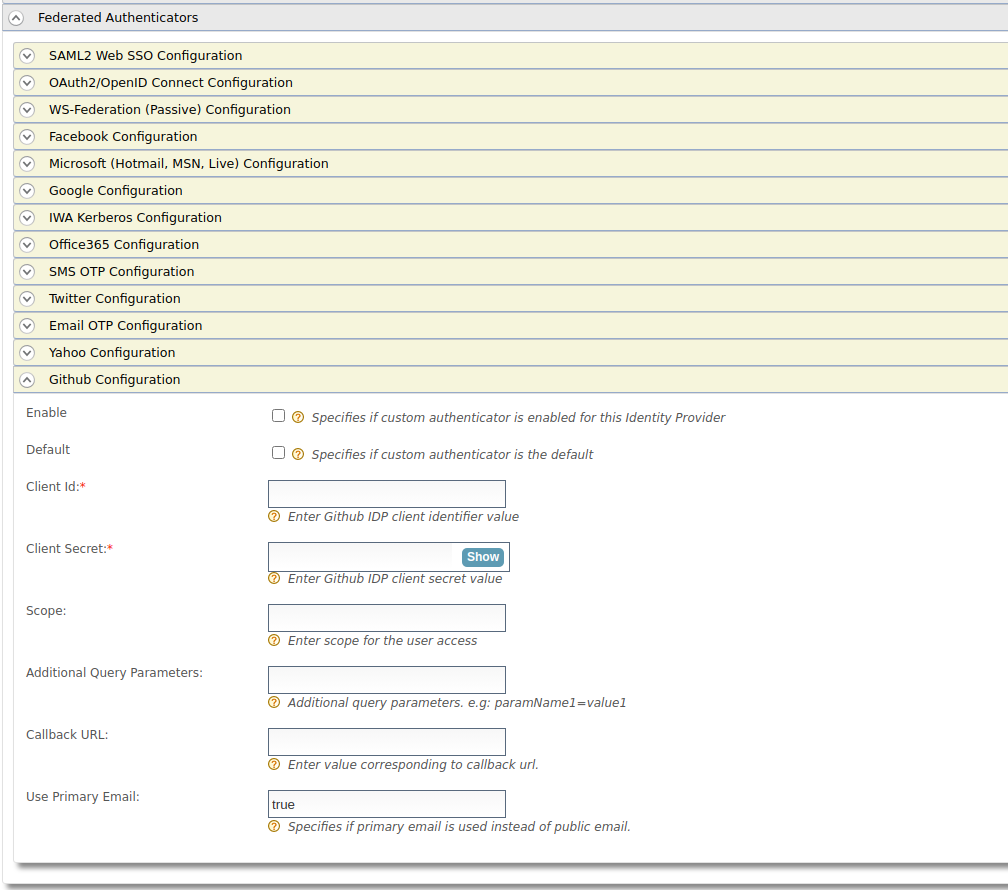 Federated Authenticators
SAML2 Web SSO Configuration
OAuth2/OpenID Connect Configuration
WS-Federation (Passive) Configuration
Facebook Configuration
Microsoft (Hotmail, MSN, Live) Configuration
Google Configuration
IWA Kerberos Configuration
Office365 Configuration
SMS OTP Configuration
Twitter Configuration
Email OTP Configuration
Yahoo Configuration
Github Configuration
Enable ? Specifies if custom authenticator is enabled for this Identity Provider
Default ? Specifies if custom authenticator is the default
Client Id:*
? Enter Github IDP client identifier value
Client Secret:* Show
? Enter Github IDP client secret value
Scope:
? Enter scope for the user access
Additional Query Parameters:
? Additional query parameters. e.g: paramName1=value1
Callback URL:
? Enter value corresponding to callback url.
Use Primary Email: true
? Specifies if primary email is used instead of public email.